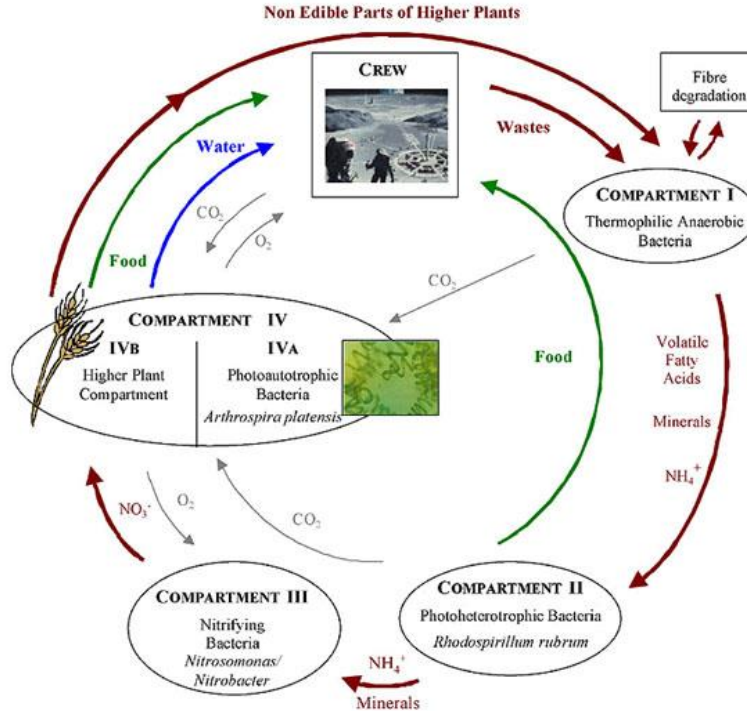 Non Edible Parts of Higher Plants
CREW
Fibre
degradation
Wastes
Water
COMPARTMENT I
Thermophilic Anaerobic
Bacteria
CO₂
O₂
Food
CO₂
COMPARTMENT IV
IVB
Higher Plant
Compartment
IVA
Photoautotrophic
Bacteria
Arthrospira platensis
Food
Volatile
Fatty
Acids
Minerals
NH₄⁺
NO₃⁻
O₂
CO₂
COMPARTMENT III
Nitrifying
Bacteria
Nitrosomonas/
Nitrobacter
COMPARTMENT II
Photoheterotrophic Bacteria
Rhodospirillum rubrum
NH₄⁺
Minerals